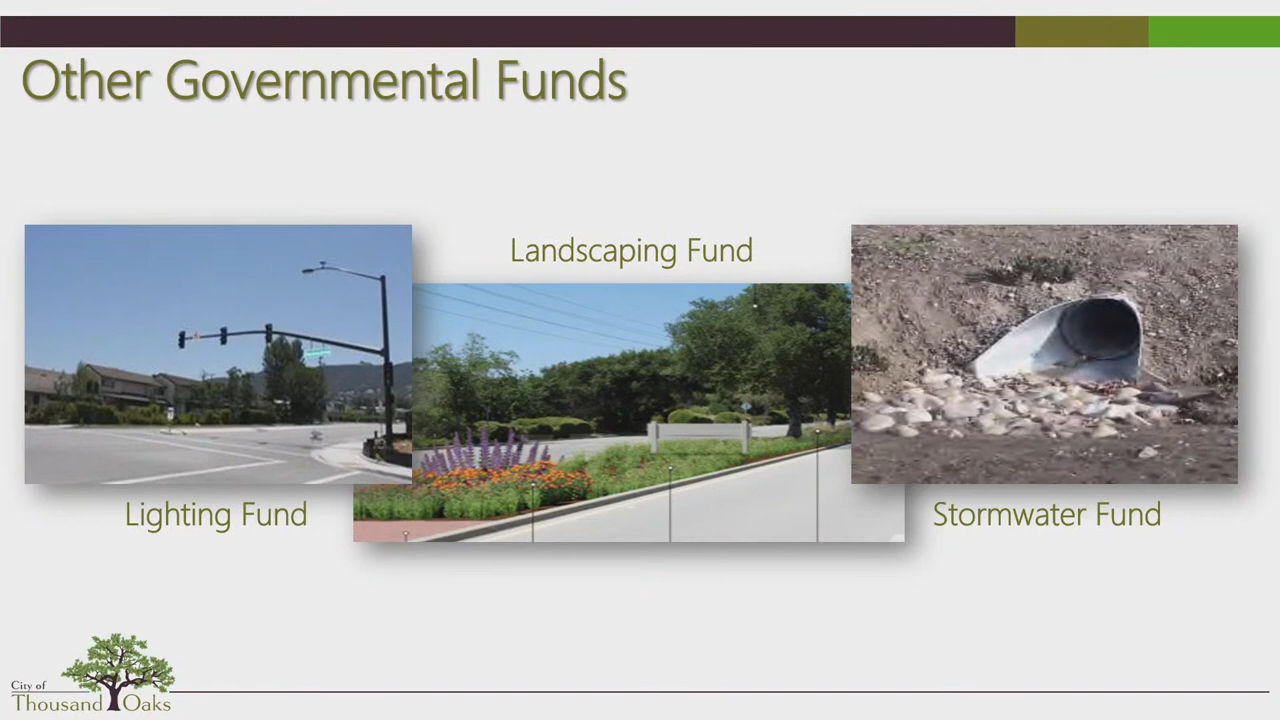 Other Governmental Funds
Landscaping Fund
Lighting Fund
Stormwater Fund
City of
Thousand Oaks